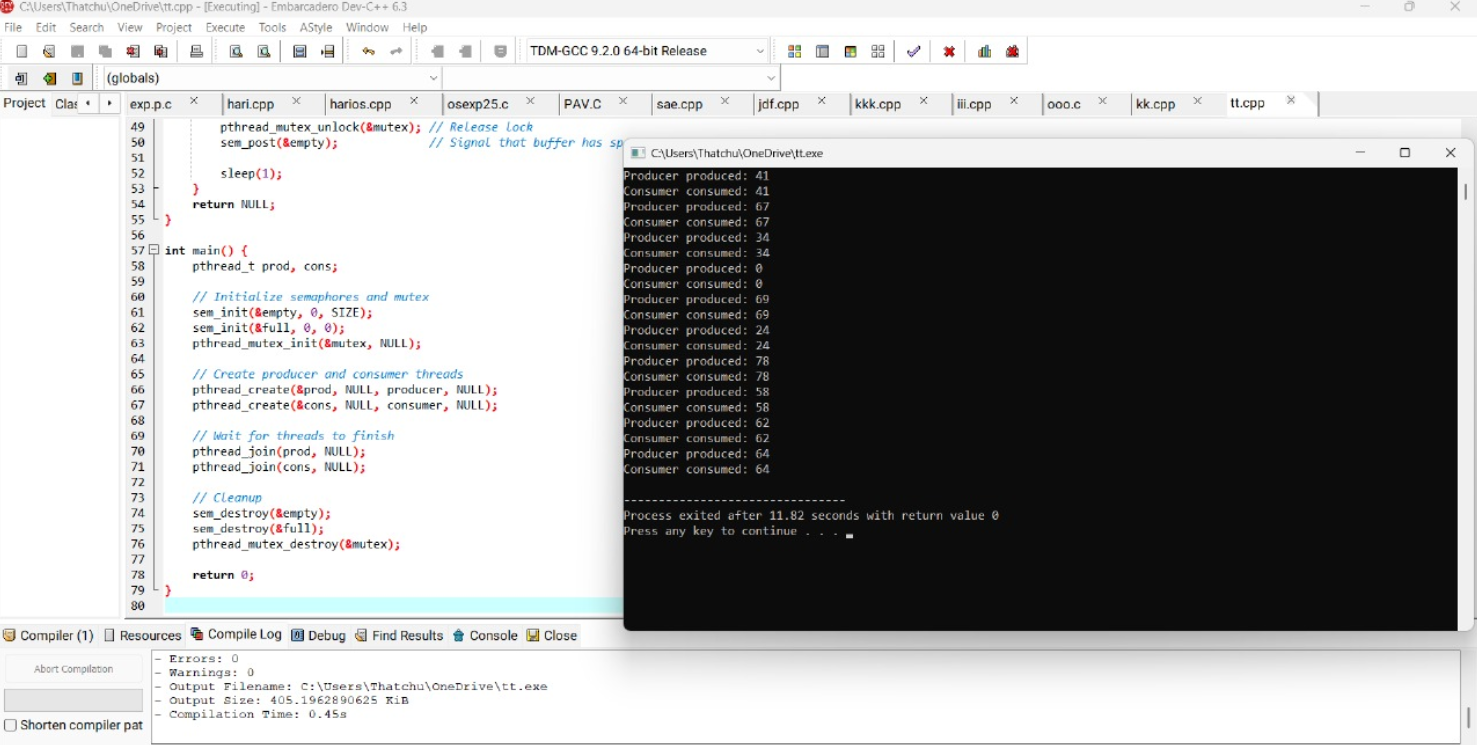 C:\Users\Thatchu\OneDrive\tt.cpp - [Executing] - Embarcadero Dev-C++ 6.3
File Edit Search View Project Execute Tools AStyle Window Help
TDM-GCC 9.2.0 64-bit Release
(globals)
Project Clas exp.p.c hari.cpp harios.cpp osexp25.c PAV.C sae.cpp jdf.cpp kkk.cpp iii.cpp ooo.c kk.cpp tt.cpp
49 pthread_mutex_unlock(&mutex); // Release lock
50 sem_post(&empty); // Signal that buffer has sp
51
52 sleep(1);
53 }
54 return NULL;
55 }
56
57 int main() {
58 pthread_t prod, cons;
59
60 // Initialize semaphores and mutex
61 sem_init(&empty, 0, SIZE);
62 sem_init(&full, 0, 0);
63 pthread_mutex_init(&mutex, NULL);
64
65 // Create producer and consumer threads
66 pthread_create(&prod, NULL, producer, NULL);
67 pthread_create(&cons, NULL, consumer, NULL);
68
69 // Wait for threads to finish
70 pthread_join(prod, NULL);
71 pthread_join(cons, NULL);
72
73 // Cleanup
74 sem_destroy(&empty);
75 sem_destroy(&full);
76 pthread_mutex_destroy(&mutex);
77
78 return 0;
79 }
80
C:\Users\Thatchu\OneDrive\tt.exe
Producer produced: 41
Consumer consumed: 41
Producer produced: 67
Consumer consumed: 67
Producer produced: 34
Consumer consumed: 34
Producer produced: 0
Consumer consumed: 0
Producer produced: 69
Consumer consumed: 69
Producer produced: 24
Consumer consumed: 24
Producer produced: 78
Consumer consumed: 78
Producer produced: 58
Consumer consumed: 58
Producer produced: 62
Consumer consumed: 62
Producer produced: 64
Consumer consumed: 64
--------------------------------
Process exited after 11.82 seconds with return value 0
Press any key to continue . . .
Compiler (1) Resources Compile Log Debug Find Results Console Close
Abort Compilation
Shorten compiler pat
- Errors: 0
- Warnings: 0
- Output Filename: C:\Users\Thatchu\OneDrive\tt.exe
- Output Size: 405.1962890625 KiB
- Compilation Time: 0.45s